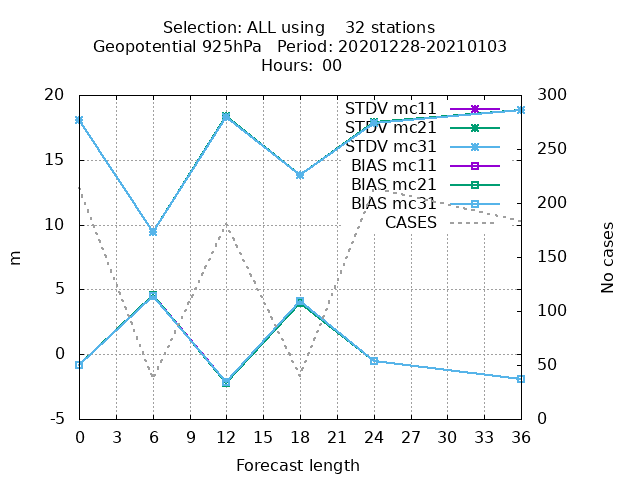 Selection: ALL using    32 stations
Geopotential 925hPa   Period: 20201228-20210103
Hours: 00
20
15
10
5
0
-5
m
300
250
200
150
100
50
0
No cases
STDV mc11
STDV mc21
STDV mc31
BIAS mc11
BIAS mc21
BIAS mc31
CASES
0 3 6 9 12 15 18 21 24 27 30 33 36
Forecast length